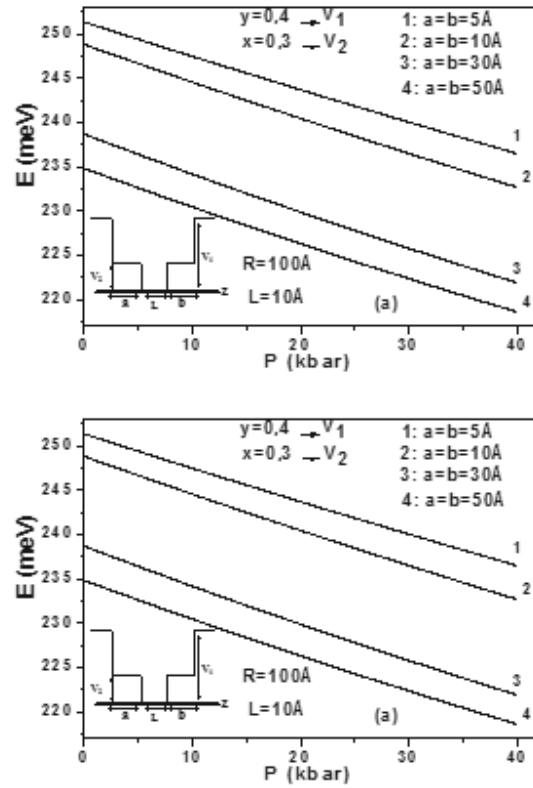 y=0,4 → V1
x=0,3 → V2
1: a=b=5Å
2: a=b=10Å
3: a=b=30Å
4: a=b=50Å
250
245
240
235
230
225
220
E (meV)
1
2
3
4
V2
a
L
b
z
R=100Å
L=10Å
(a)
0
10
20
30
40
P (kbar)
y=0,4 → V1
x=0,3 → V2
1: a=b=5Å
2: a=b=10Å
3: a=b=30Å
4: a=b=50Å
250
245
240
235
230
225
220
E (meV)
1
2
3
4
V2
a
L
b
z
R=100Å
L=10Å
(a)
0
10
20
30
40
P (kbar)